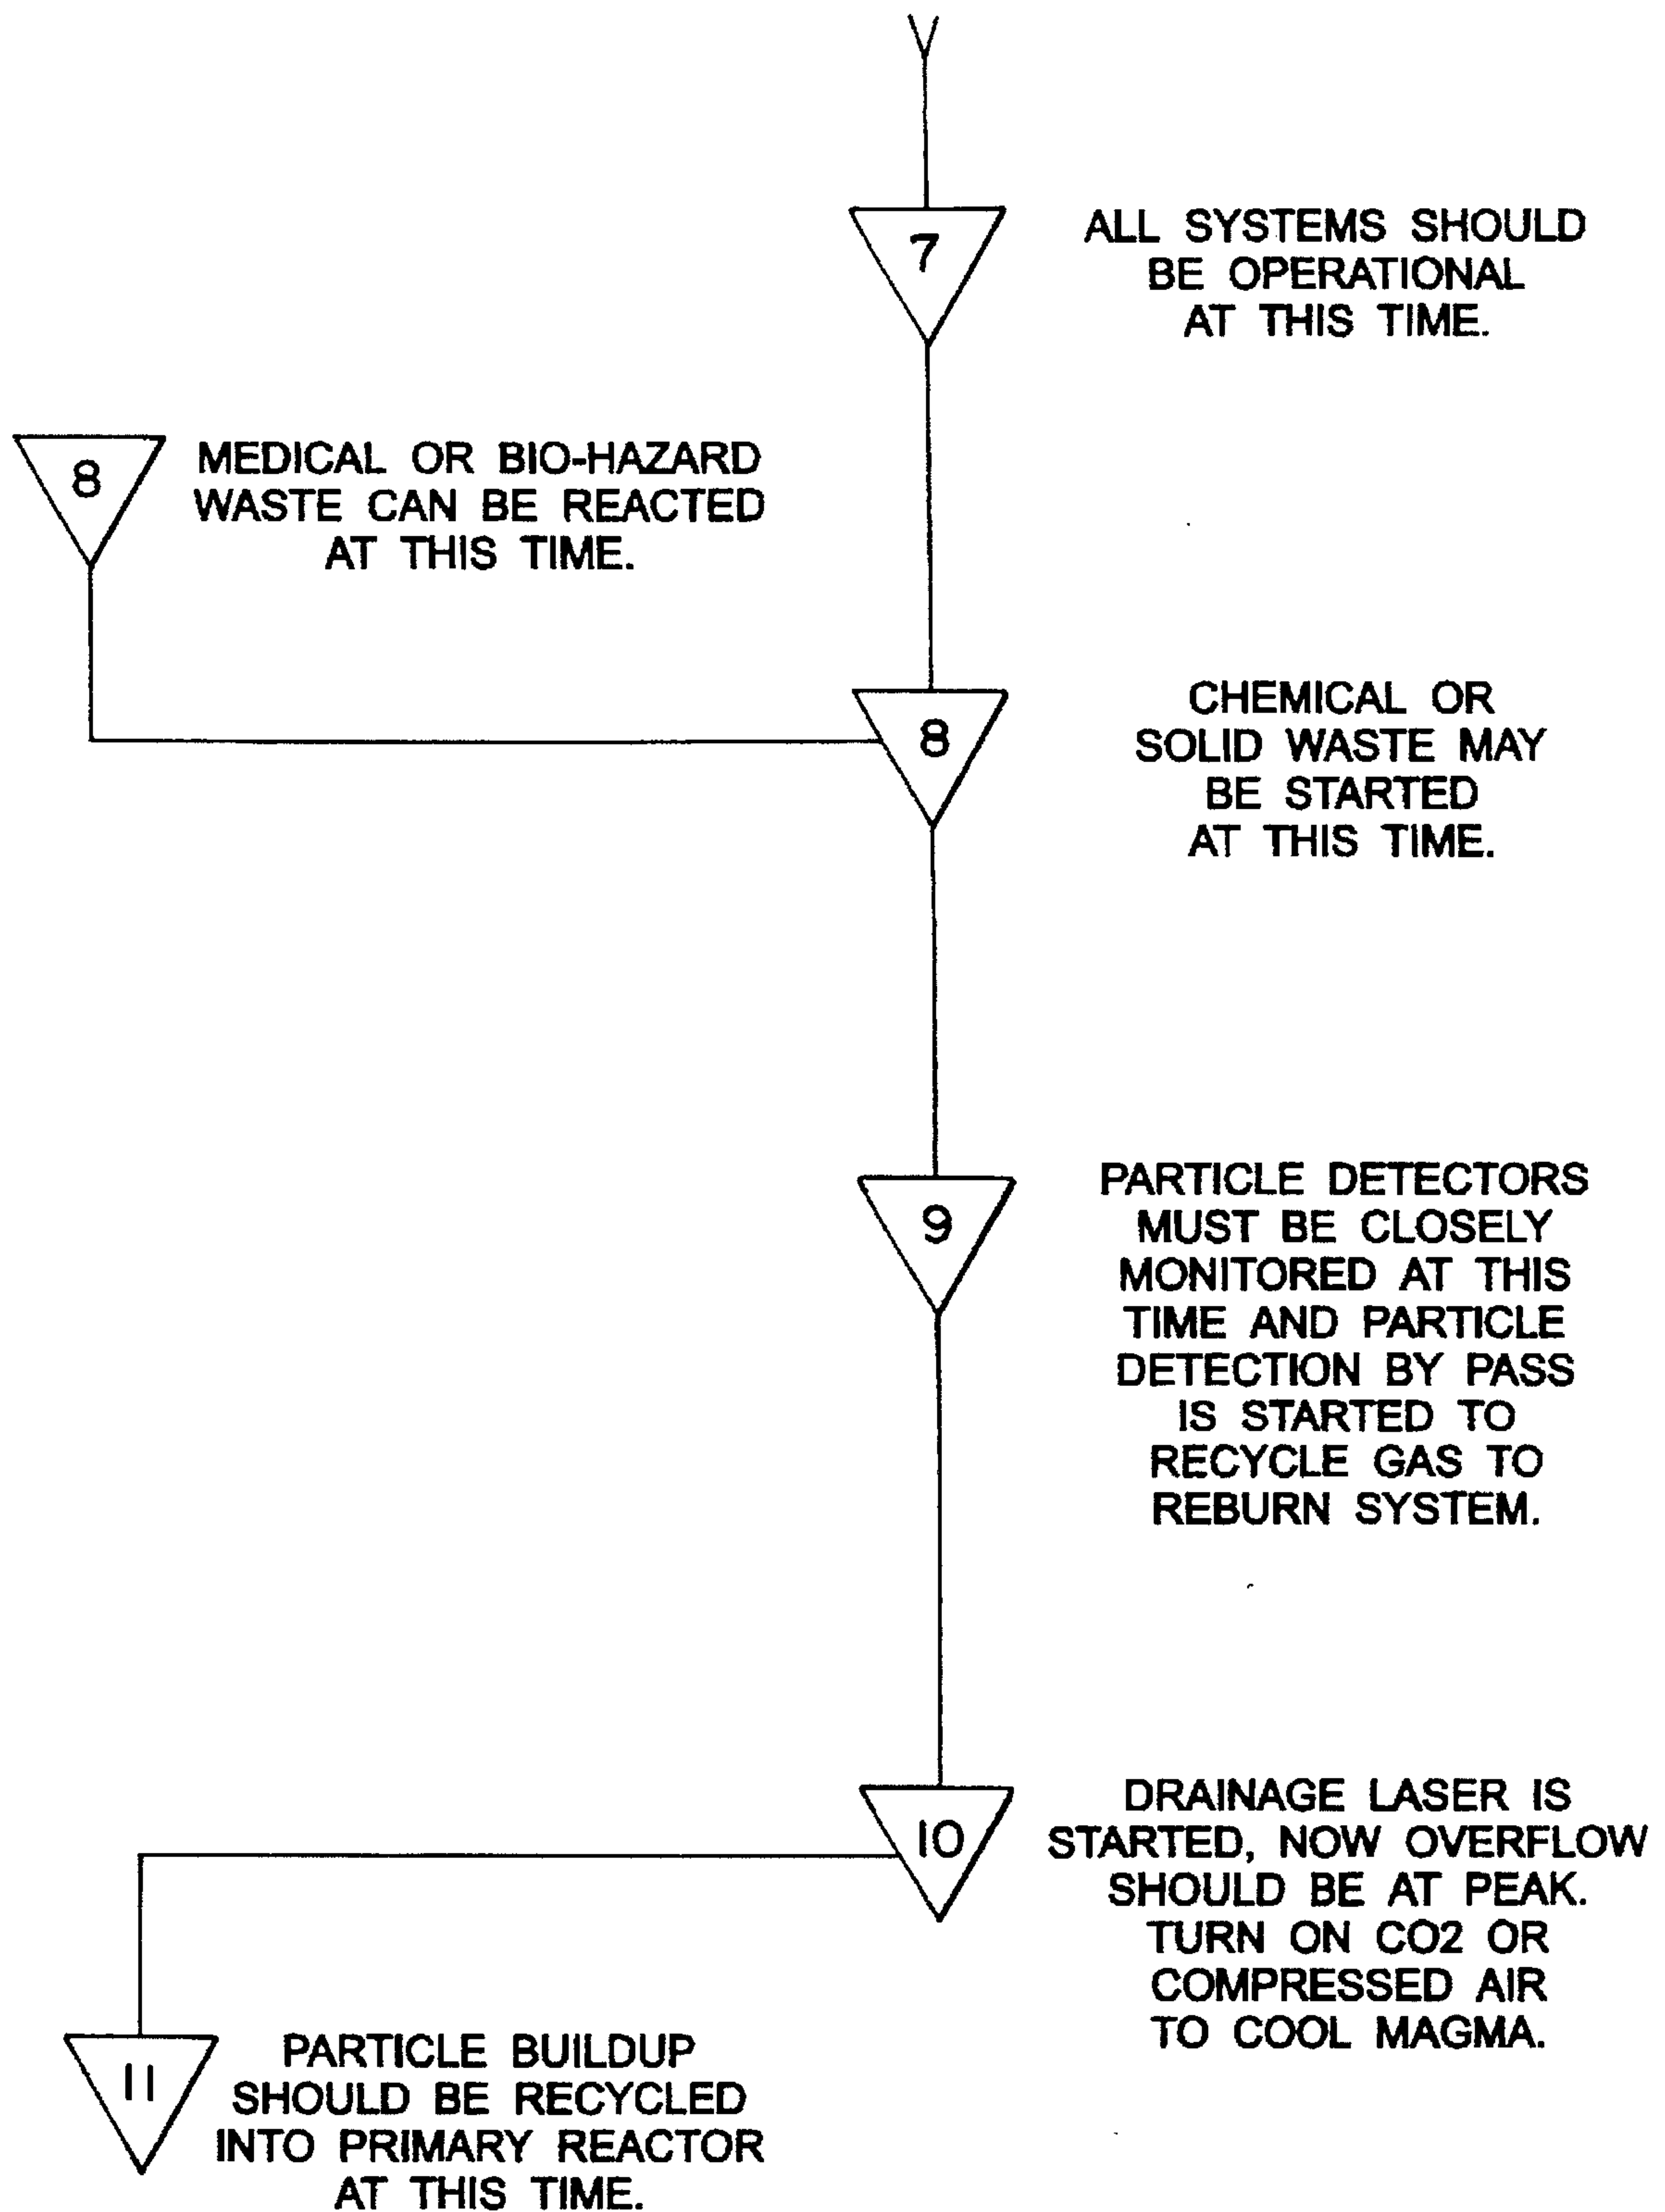 7
ALL SYSTEMS SHOULD
BE OPERATIONAL
AT THIS TIME.
8
MEDICAL OR BIO-HAZARD
WASTE CAN BE REACTED
AT THIS TIME.
8
CHEMICAL OR
SOLID WASTE MAY
BE STARTED
AT THIS TIME.
9
PARTICLE DETECTORS
MUST BE CLOSELY
MONITORED AT THIS
TIME AND PARTICLE
DETECTION BY PASS
IS STARTED TO
RECYCLE GAS TO
REBURN SYSTEM.
10
DRAINAGE LASER IS
STARTED, NOW OVERFLOW
SHOULD BE AT PEAK.
TURN ON CO2 OR
COMPRESSED AIR
TO COOL MAGMA.
11
PARTICLE BUILDUP
SHOULD BE RECYCLED
INTO PRIMARY REACTOR
AT THIS TIME.